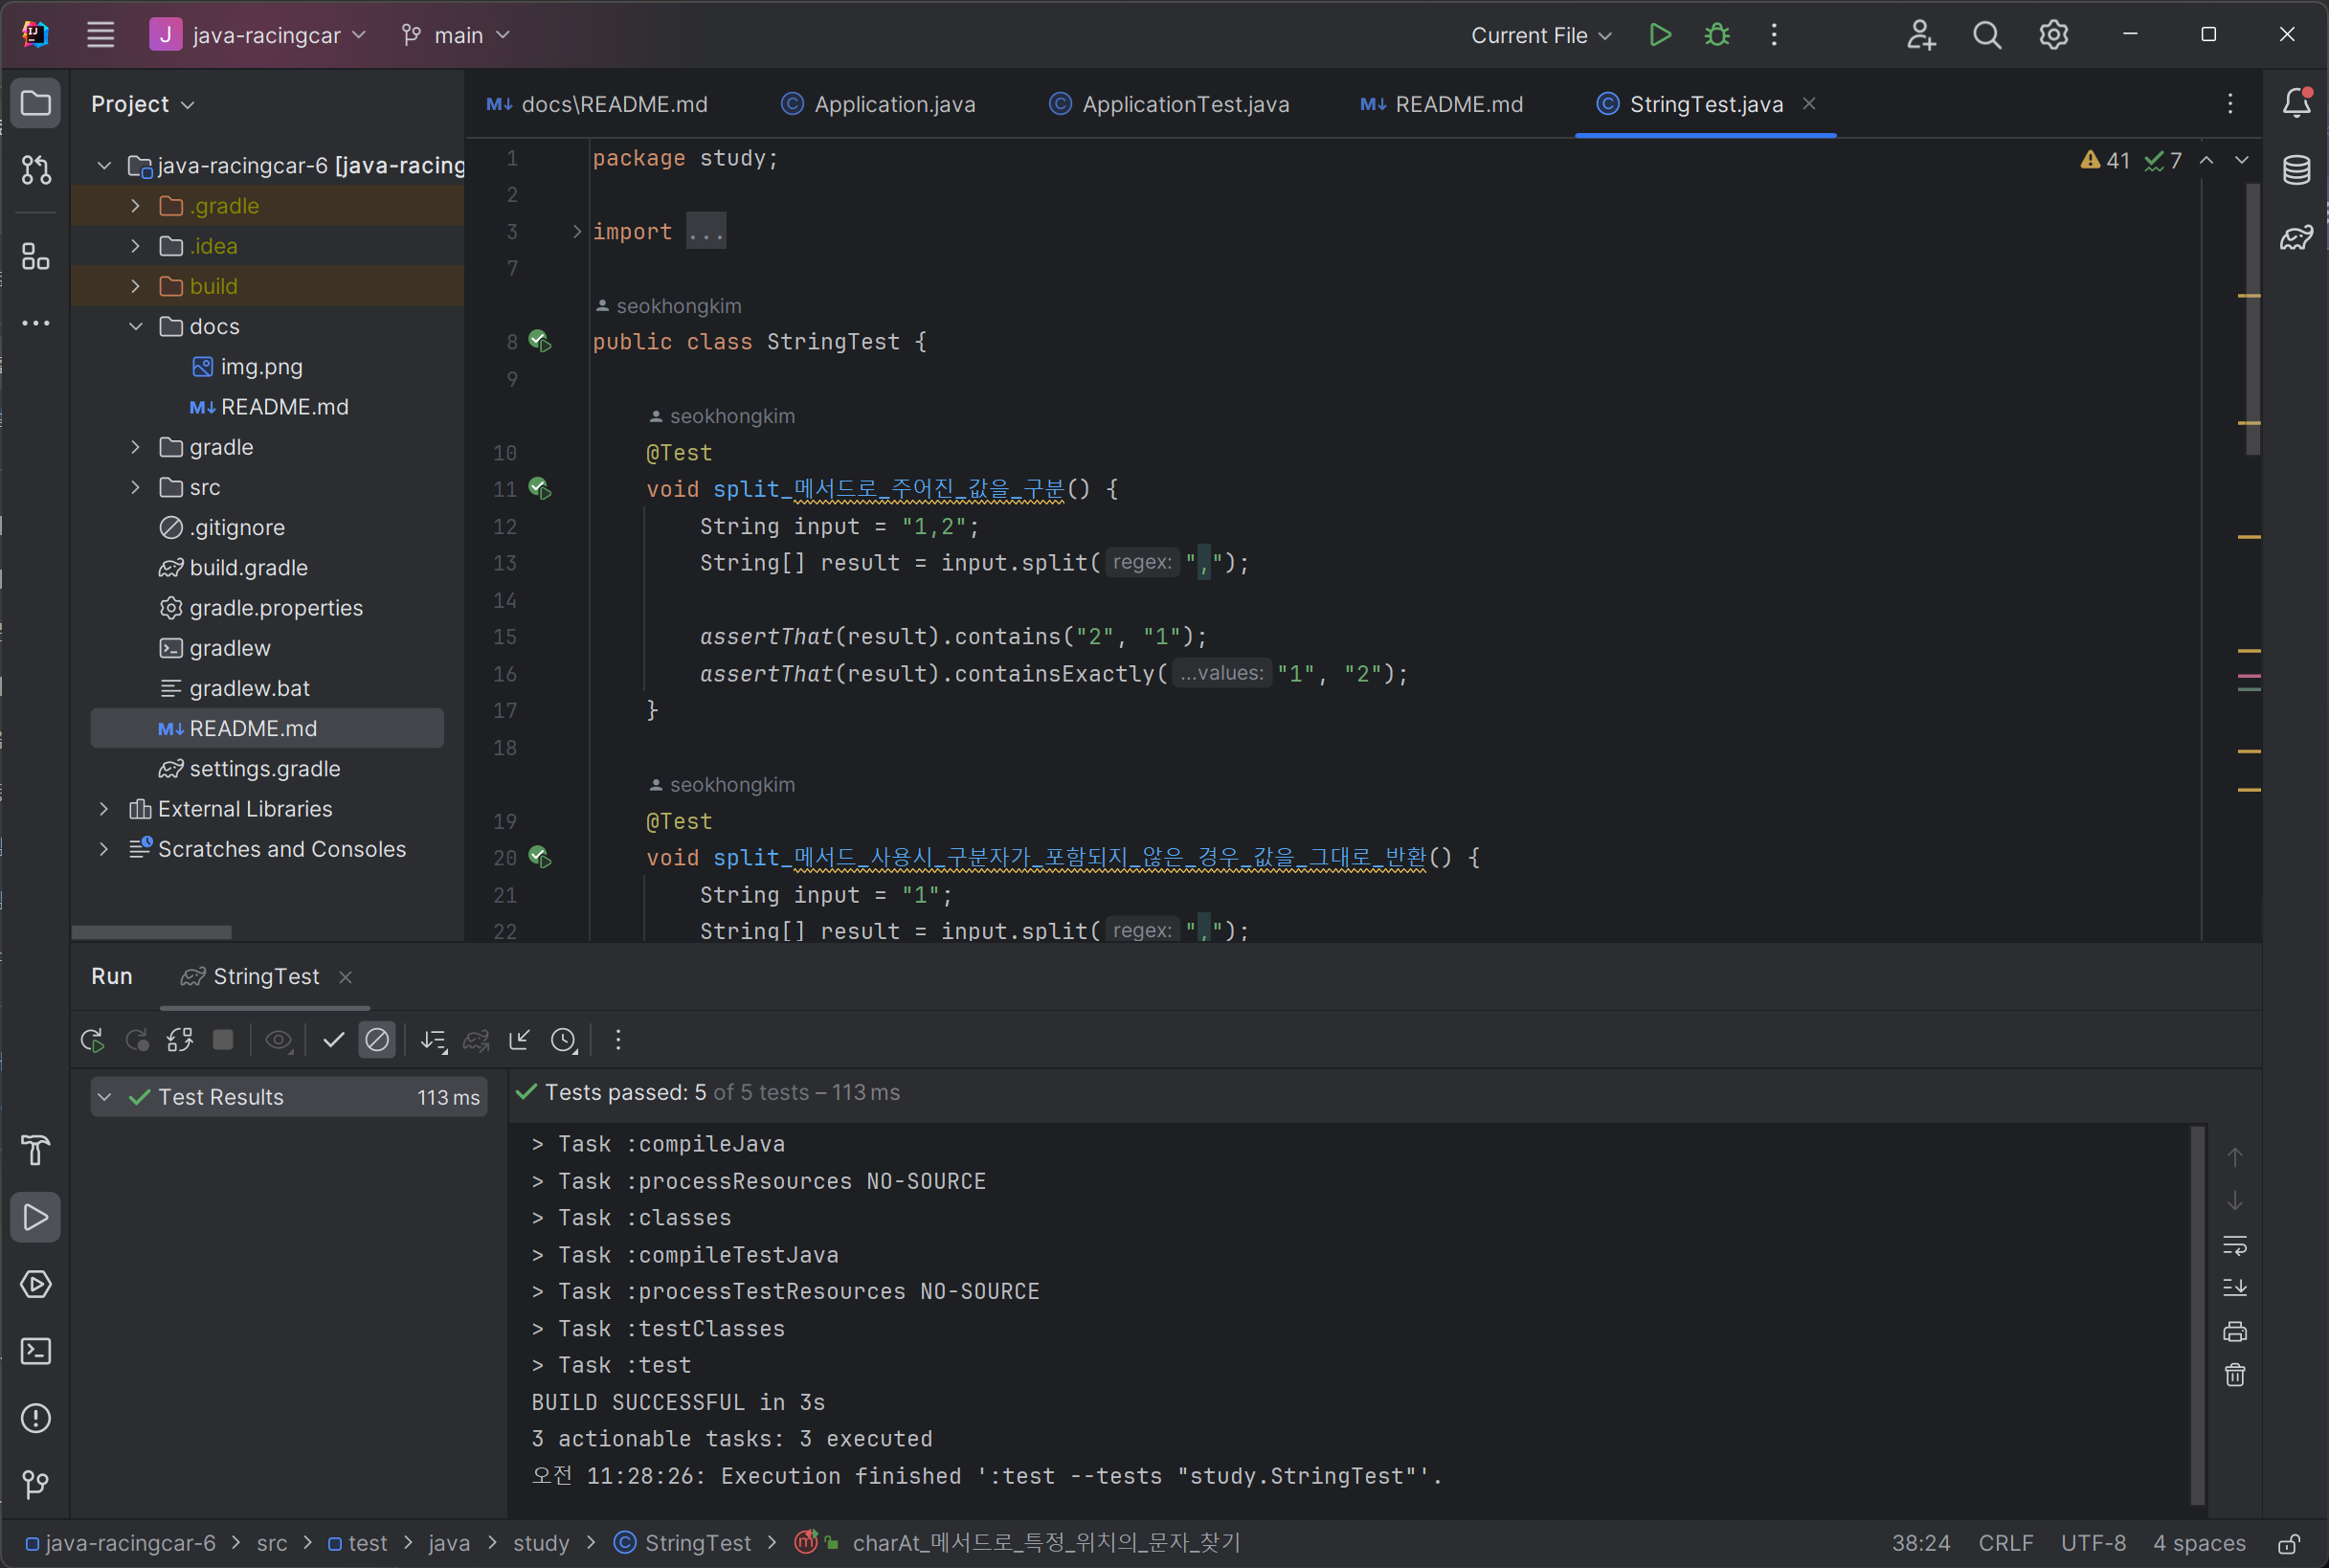 J java-racingcar main Current File
Project
docs\README.md Application.java ApplicationTest.java README.md StringTest.java
java-racingcar-6 [java-racing
.gradle
.idea
build
docs
img.png
README.md
gradle
src
.gitignore
build.gradle
gradle.properties
gradlew
gradlew.bat
README.md
settings.gradle
External Libraries
Scratches and Consoles
41 7
1 package study;
2
3 import ...
7
seokhongkim
8 public class StringTest {
9
seokhongkim
10 @Test
11 void split_메서드로_주어진_값을_구분() {
12 String input = "1,2";
13 String[] result = input.split( regex: ",");
14
15 assertThat(result).contains("2", "1");
16 assertThat(result).containsExactly( ...values: "1", "2");
17 }
18
seokhongkim
19 @Test
20 void split_메서드_사용시_구분자가_포함되지_않은_경우_값을_그대로_반환() {
21 String input = "1";
22 String[] result = input.split( regex: ",");
Run StringTest
Test Results 113 ms
Tests passed: 5 of 5 tests – 113 ms
> Task :compileJava
> Task :processResources NO-SOURCE
> Task :classes
> Task :compileTestJava
> Task :processTestResources NO-SOURCE
> Task :testClasses
> Task :test
BUILD SUCCESSFUL in 3s
3 actionable tasks: 3 executed
오전 11:28:26: Execution finished ':test --tests "study.StringTest"'.
java-racingcar-6 > src > test > java > study > StringTest > charAt_메서드로_특정_위치의_문자_찾기 38:24 CRLF UTF-8 4 spaces